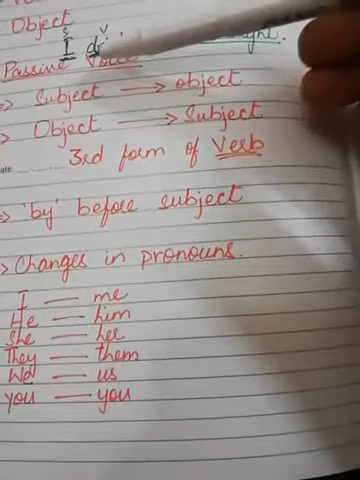 Object
S V
I
Passive Voice
=> Subject → object
=> Object → Subject
ate
3rd form of Verb
=> 'by' before subject
> Changes in pronouns.
I — me
He — him
She — her
They — them
We — us
you — you